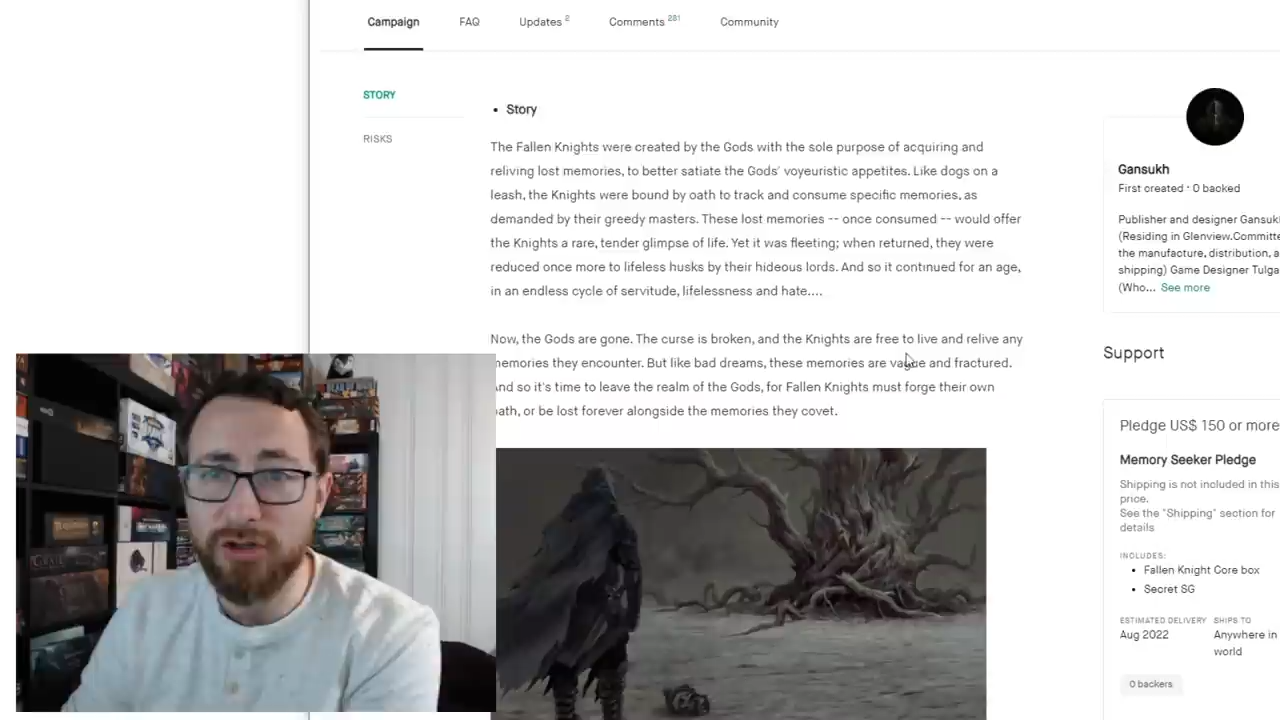 Campaign
FAQ
Updates 2
Comments 281
Community
STORY
RISKS
• Story
The Fallen Knights were created by the Gods with the sole purpose of acquiring and
reliving lost memories, to better satiate the Gods' voyeuristic appetites. Like dogs on a
leash, the Knights were bound by oath to track and consume specific memories, as
demanded by their greedy masters. These lost memories -- once consumed -- would offer
the Knights a rare, tender glimpse of life. Yet it was fleeting; when returned, they were
reduced once more to lifeless husks by their hideous lords. And so it continued for an age,
in an endless cycle of servitude, lifelessness and hate....
Now, the Gods are gone. The curse is broken, and the Knights are free to live and relive any
memories they encounter. But like bad dreams, these memories are vague and fractured.
And so it's time to leave the realm of the Gods, for Fallen Knights must forge their own
path, or be lost forever alongside the memories they covet.
Gansukh
First created · 0 backed
Publisher and designer Gansukh
(Residing in Glenview.Committe
the manufacture, distribution, a
shipping) Game Designer Tulga
(Who... See more
Support
Pledge US$ 150 or more
Memory Seeker Pledge
Shipping is not included in this
price.
See the "Shipping" section for
details
INCLUDES:
• Fallen Knight Core box
• Secret SG
ESTIMATED DELIVERY
Aug 2022
SHIPS TO
Anywhere in
world
0 backers